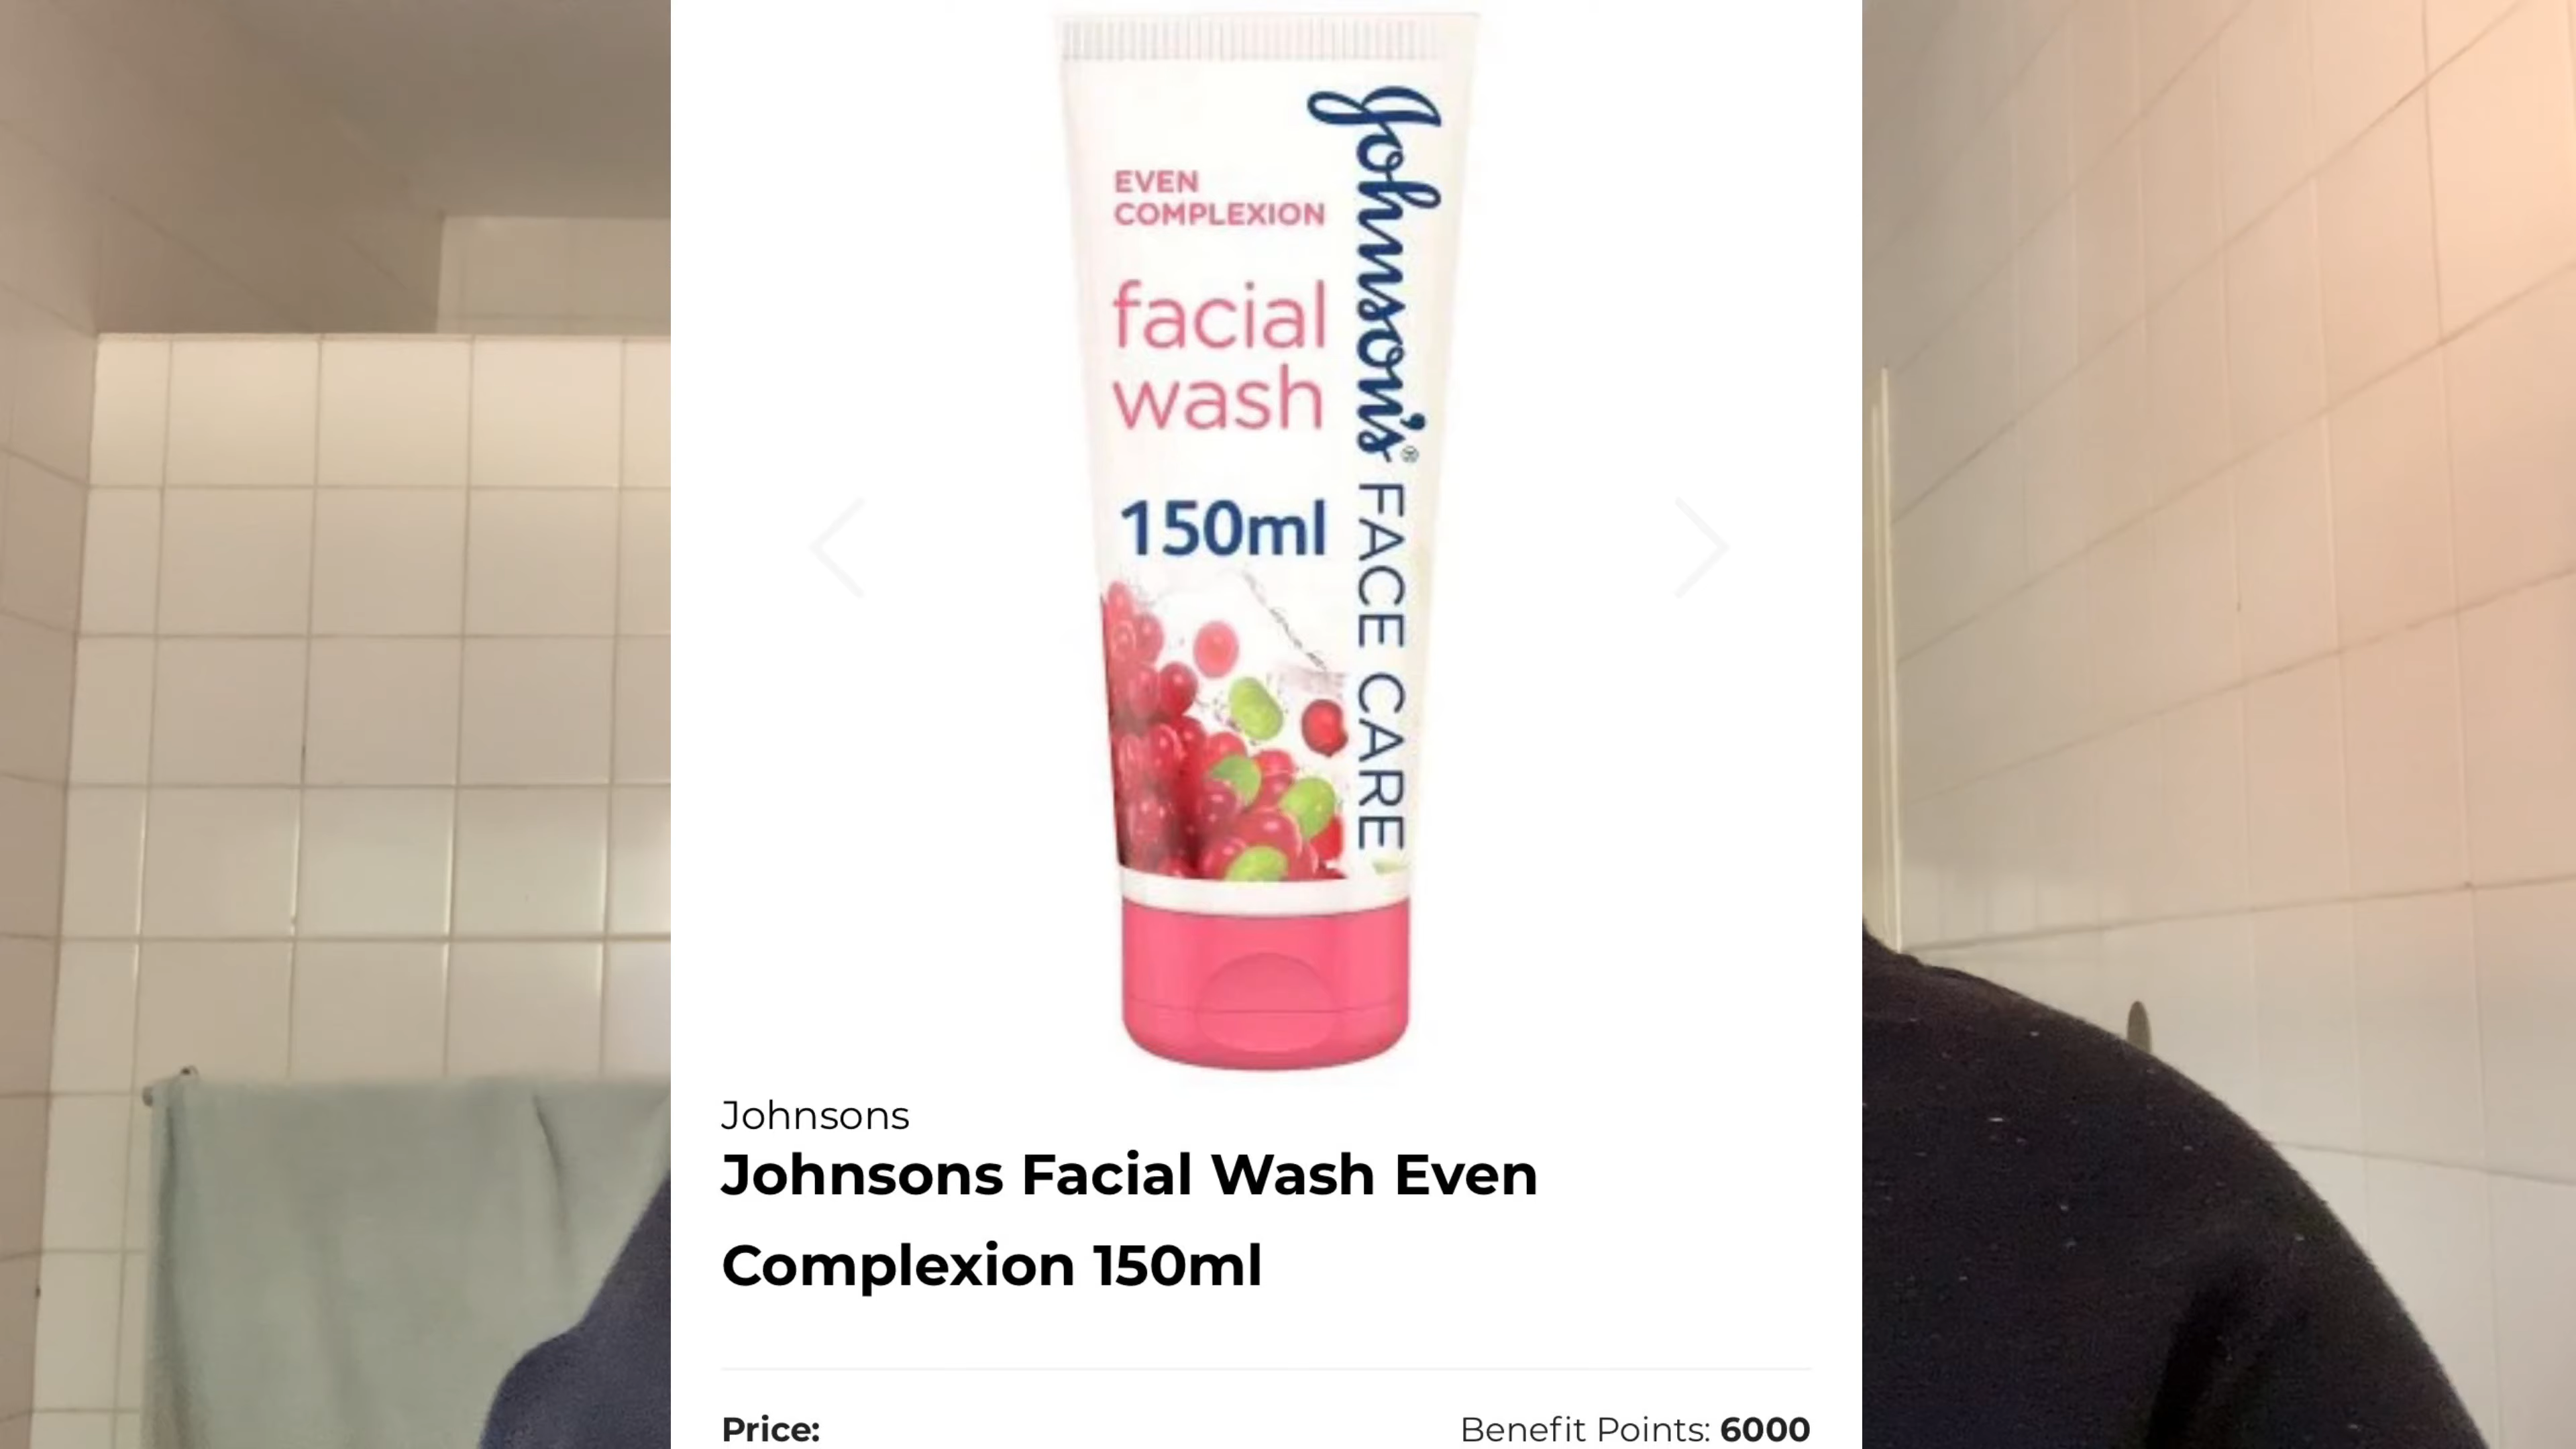 EVEN
COMPLEXION
facial
wash
150ml
Johnson's® FACE CARE
Johnsons
Johnsons Facial Wash Even
Complexion 150ml
Price:
Benefit Points: 6000